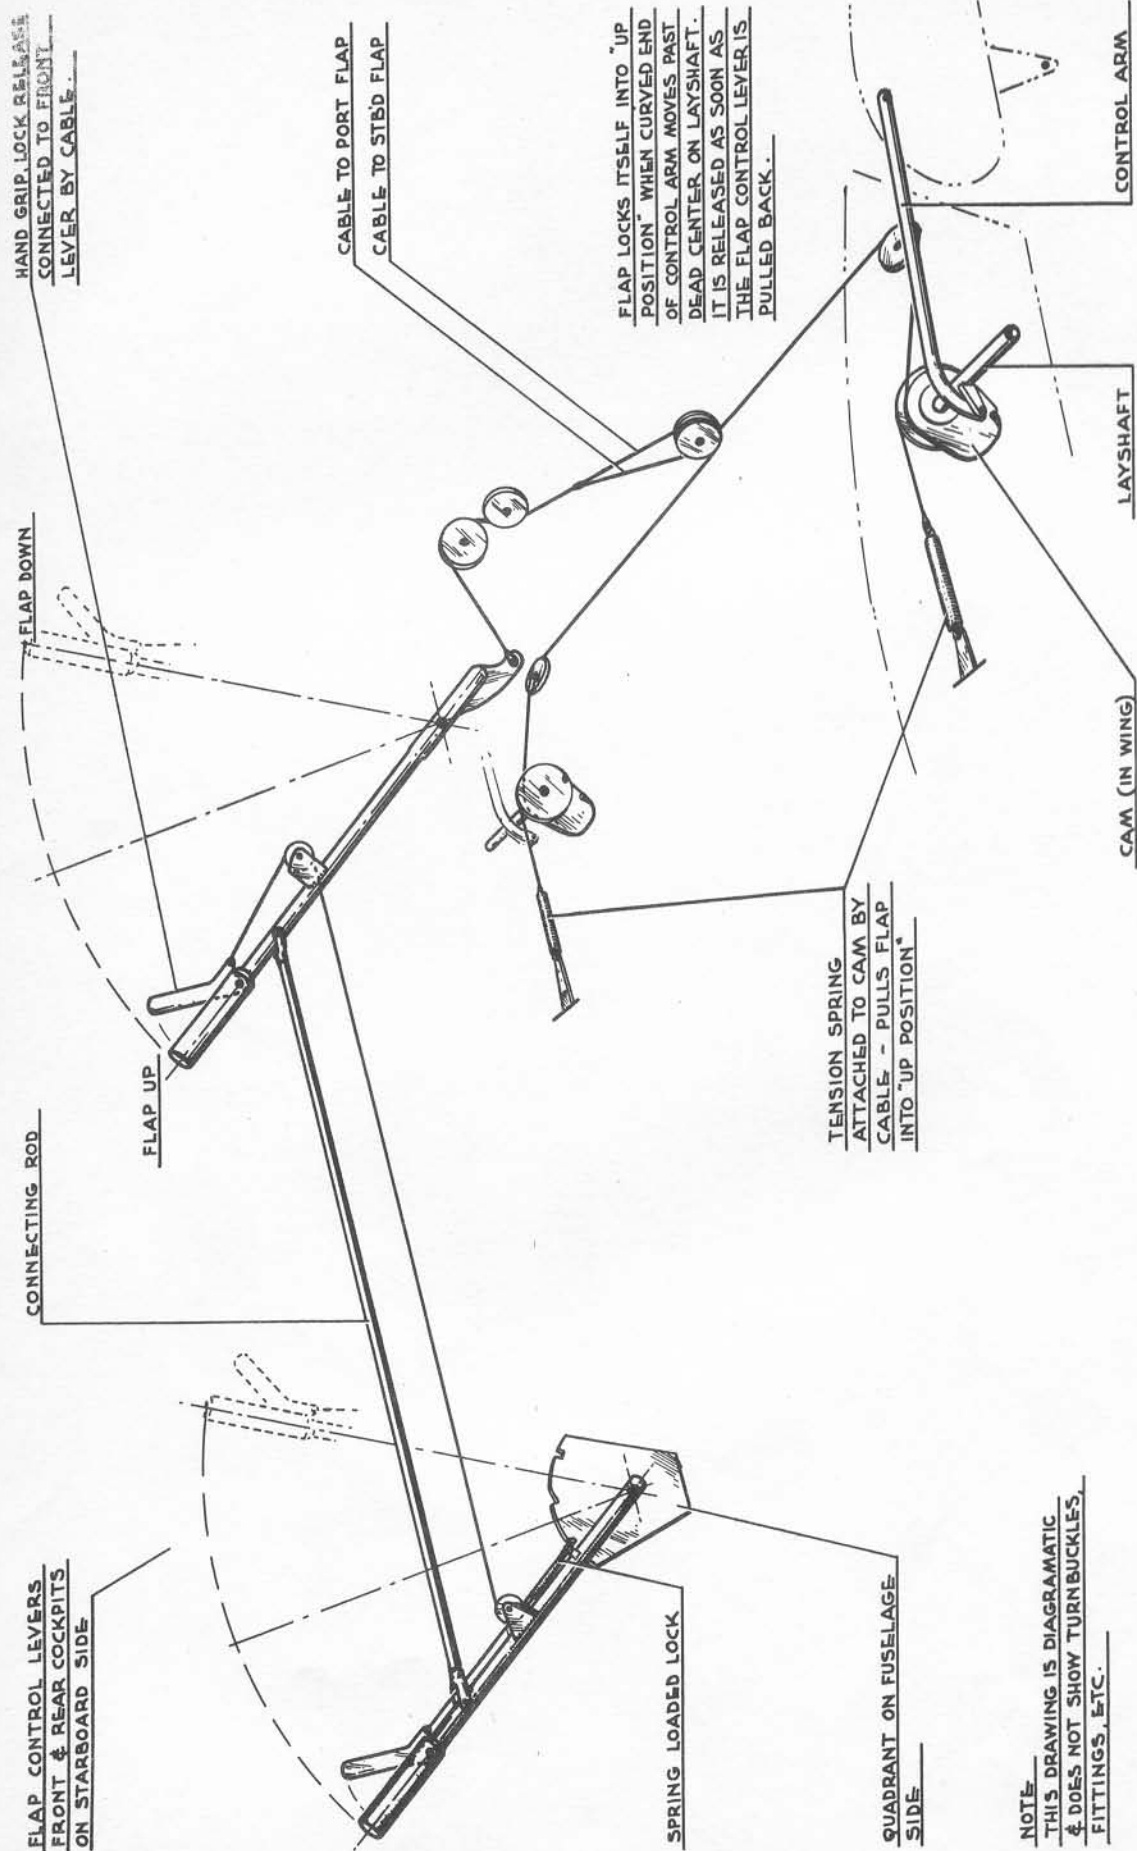 FLAP CONTROL LEVERS
FRONT & REAR COCKPITS
ON STARBOARD SIDE
CONNECTING ROD
FLAP UP
FLAP DOWN
HAND GRIP, LOCK RELEASE
CONNECTED TO FRONT
LEVER BY CABLE.
CABLE TO PORT FLAP
CABLE TO STB'D FLAP
FLAP LOCKS ITSELF INTO "UP
POSITION" WHEN CURVED END
OF CONTROL ARM MOVES PAST
DEAD CENTER ON LAYSHAFT.
IT IS RELEASED AS SOON AS
THE FLAP CONTROL LEVER IS
PULLED BACK.
SPRING LOADED LOCK
QUADRANT ON FUSELAGE
SIDE
TENSION SPRING
ATTACHED TO CAM BY
CABLE - PULLS FLAP
INTO "UP POSITION"
NOTE
THIS DRAWING IS DIAGRAMATIC
& DOES NOT SHOW TURNBUCKLES,
FITTINGS, ETC.
CAM (IN WING)
LAYSHAFT
CONTROL ARM